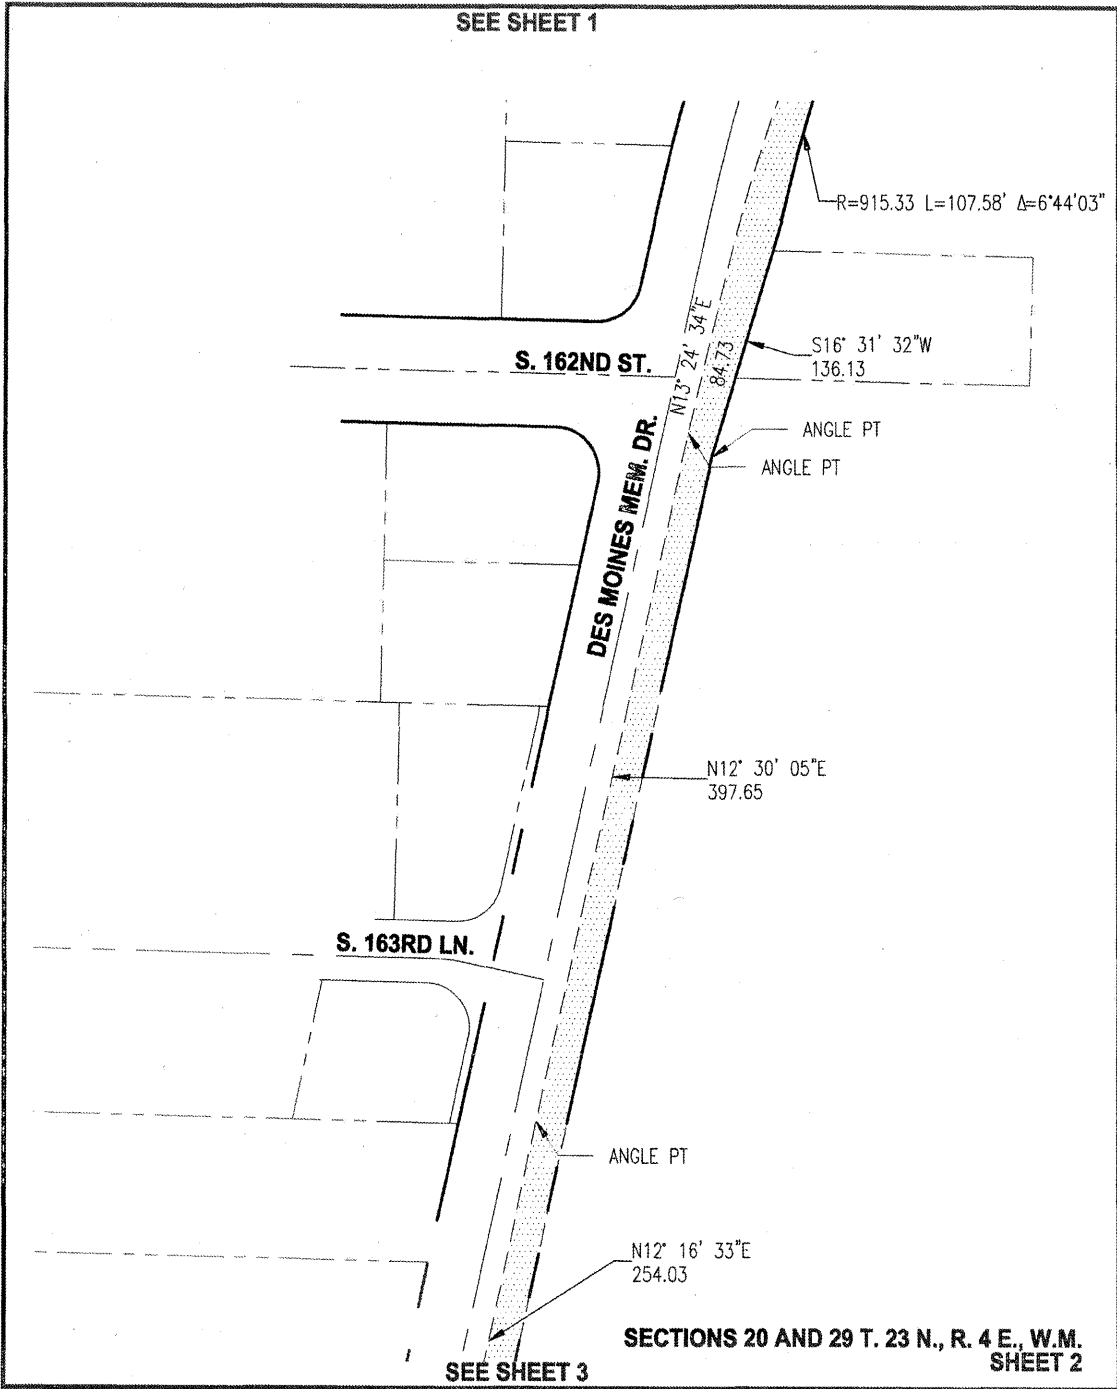 SEE SHEET 1
R=915.33 L=107.58' Δ=6°44'03"
N13° 24' 34"E
84.73
S16° 31' 32"W
136.13
S. 162ND ST.
ANGLE PT
ANGLE PT
DES MOINES MEM. DR.
N12° 30' 05"E
397.65
S. 163RD LN.
ANGLE PT
N12° 16' 33"E
254.03
SECTIONS 20 AND 29 T. 23 N., R. 4 E., W.M.
SHEET 2
SEE SHEET 3